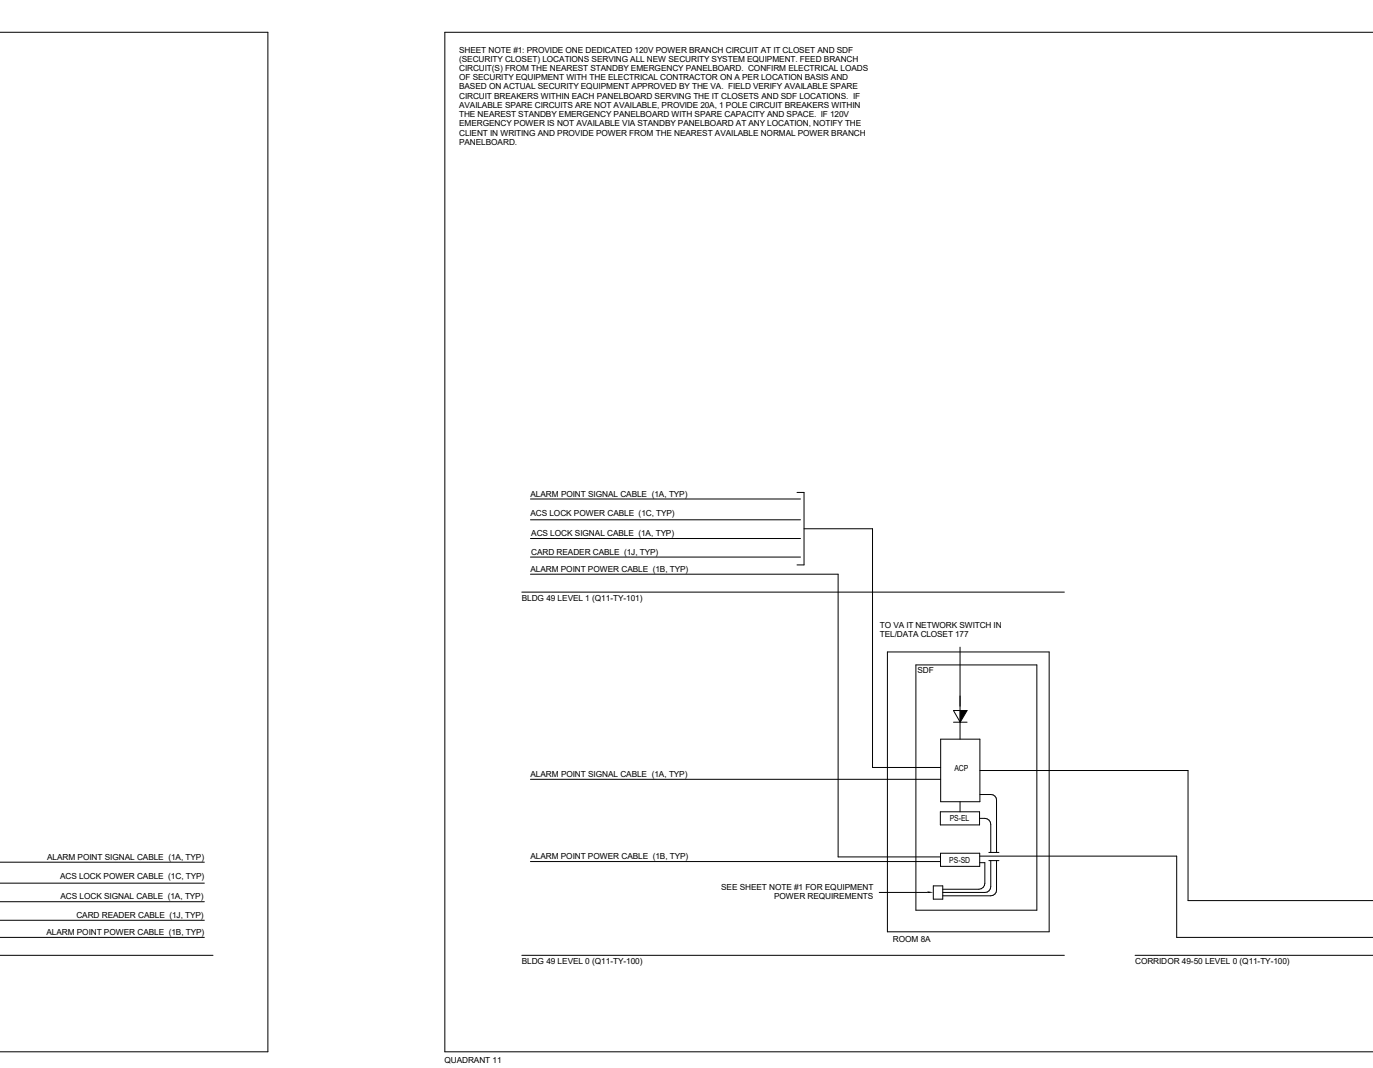 SHEET NOTE #1: PROVIDE ONE DEDICATED 120V POWER BRANCH CIRCUIT AT IT CLOSET AND SDF
(SECURITY CLOSET) LOCATIONS SERVING ALL NEW SECURITY SYSTEM EQUIPMENT. FEED BRANCH
CIRCUIT(S) FROM THE NEAREST STANDBY EMERGENCY PANELBOARD. CONFIRM ELECTRICAL LOADS
OF SECURITY EQUIPMENT WITH THE ELECTRICAL CONTRACTOR ON A PER LOCATION BASIS AND
BASED ON ACTUAL SECURITY EQUIPMENT APPROVED BY THE VA. FIELD VERIFY AVAILABLE SPARE
CIRCUIT BREAKERS WITHIN EACH PANELBOARD SERVING THE IT CLOSETS AND SDF LOCATIONS. IF
AVAILABLE SPARE CIRCUITS ARE NOT AVAILABLE, PROVIDE 20A, 1 POLE CIRCUIT BREAKERS WITHIN
THE NEAREST STANDBY EMERGENCY PANELBOARD WITH SPARE CAPACITY AND SPACE. IF 120V
EMERGENCY POWER IS NOT AVAILABLE VIA STANDBY PANELBOARD AT ANY LOCATION, NOTIFY THE
CLIENT IN WRITING AND PROVIDE POWER FROM THE NEAREST AVAILABLE NORMAL POWER BRANCH
PANELBOARD.
ALARM POINT SIGNAL CABLE (1A, TYP)
ACS LOCK POWER CABLE (1C, TYP)
ACS LOCK SIGNAL CABLE (1A, TYP)
CARD READER CABLE (1J, TYP)
ALARM POINT POWER CABLE (1B, TYP)
BLDG 49 LEVEL 1 (Q11-TY-101)
TO VA IT NETWORK SWITCH IN
TEL/DATA CLOSET 177
SDF
ACP
ALARM POINT SIGNAL CABLE (1A, TYP)
PS-EL
ALARM POINT POWER CABLE (1B, TYP)
PS-SD
SEE SHEET NOTE #1 FOR EQUIPMENT
POWER REQUIREMENTS
ROOM 8A
BLDG 49 LEVEL 0 (Q11-TY-100)
CORRIDOR 49-50 LEVEL 0 (Q11-TY-100)
ALARM POINT SIGNAL CABLE (1A, TYP)
ACS LOCK POWER CABLE (1C, TYP)
ACS LOCK SIGNAL CABLE (1A, TYP)
CARD READER CABLE (1J, TYP)
ALARM POINT POWER CABLE (1B, TYP)
QUADRANT 11